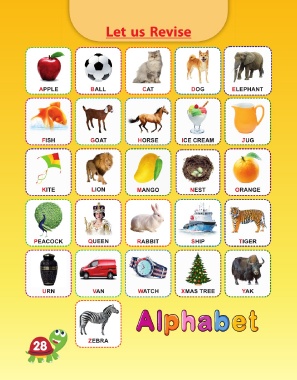 Let us Revise
APPLE BALL CAT DOG ELEPHANT
FISH GOAT HORSE ICE CREAM JUG
KITE LION MANGO NEST ORANGE
PEACOCK QUEEN RABBIT SHIP TIGER
URN VAN WATCH XMAS TREE YAK
ZEBRA
Alphabet
28